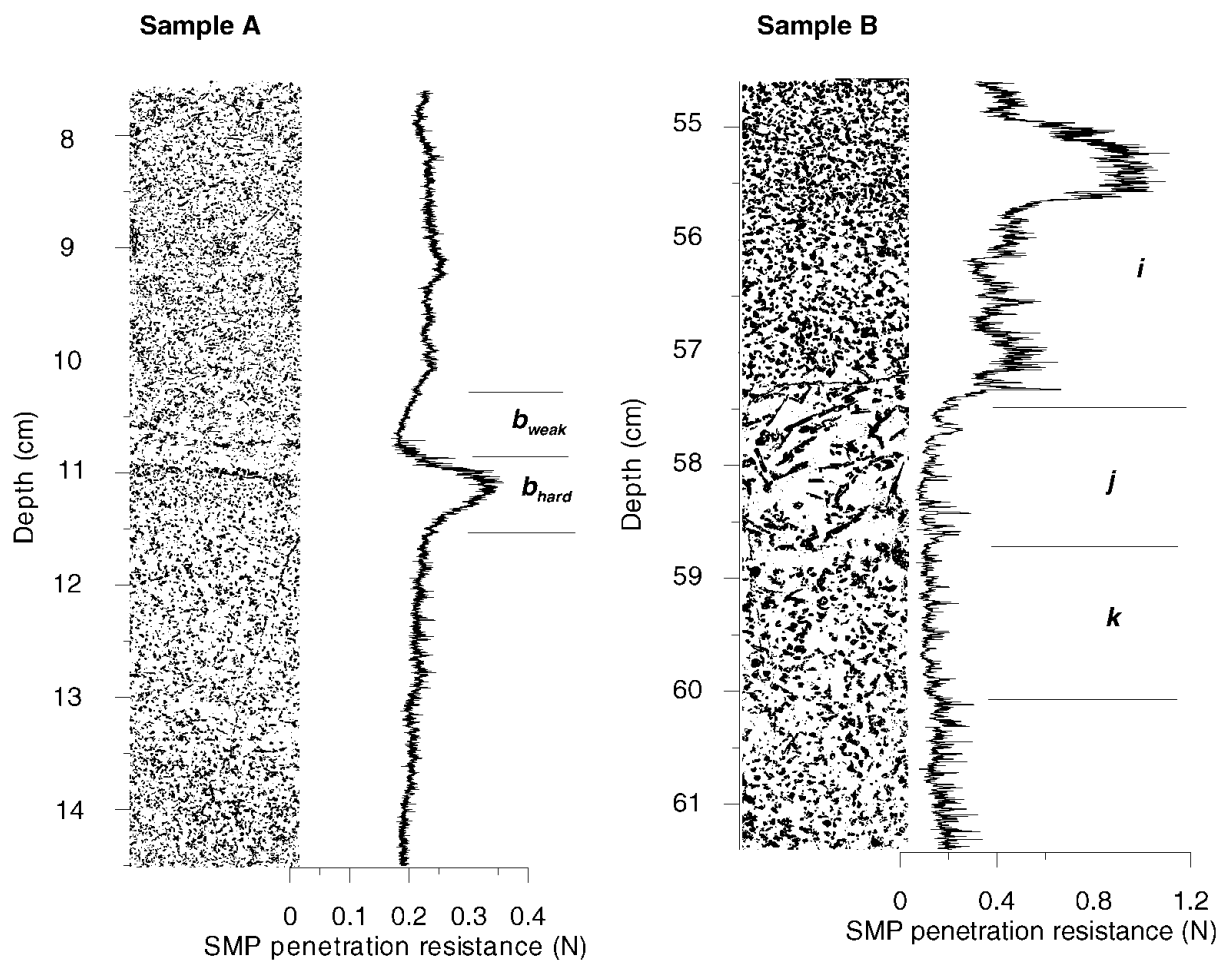 Sample A
8
9
10
11
12
13
14
Depth (cm)
b weak
b hard
0 0.1 0.2 0.3 0.4
SMP penetration resistance (N)
Sample B
55
56
57
58
59
60
61
Depth (cm)
i
j
k
0 0.4 0.8 1.2
SMP penetration resistance (N)